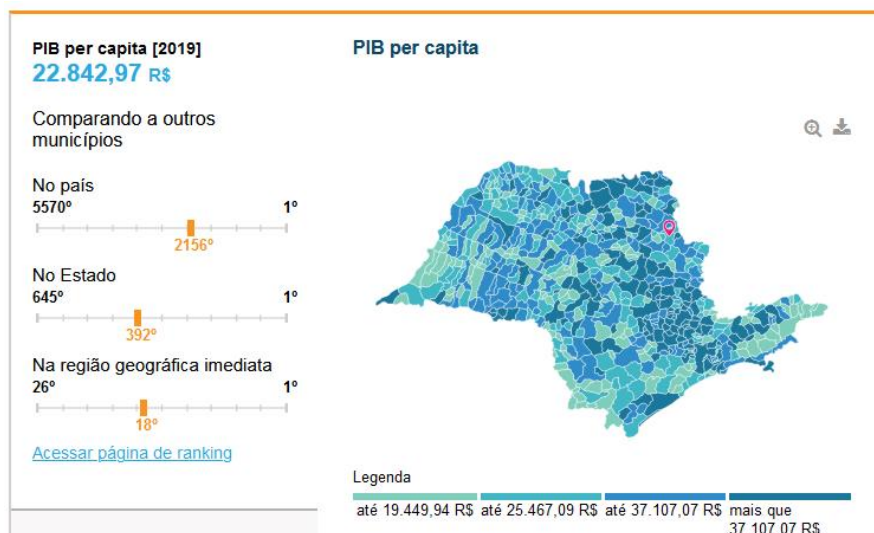 PIB per capita [2019]
22.842,97 R$
Comparando a outros
municípios
No país
5570º 1º
2156º
No Estado
645º 1º
392º
Na região geográfica imediata
26º 1º
18º
Acessar página de ranking
PIB per capita
Legenda
até 19.449,94 R$ até 25.467,09 R$ até 37.107,07 R$ mais que
37.107,07 R$